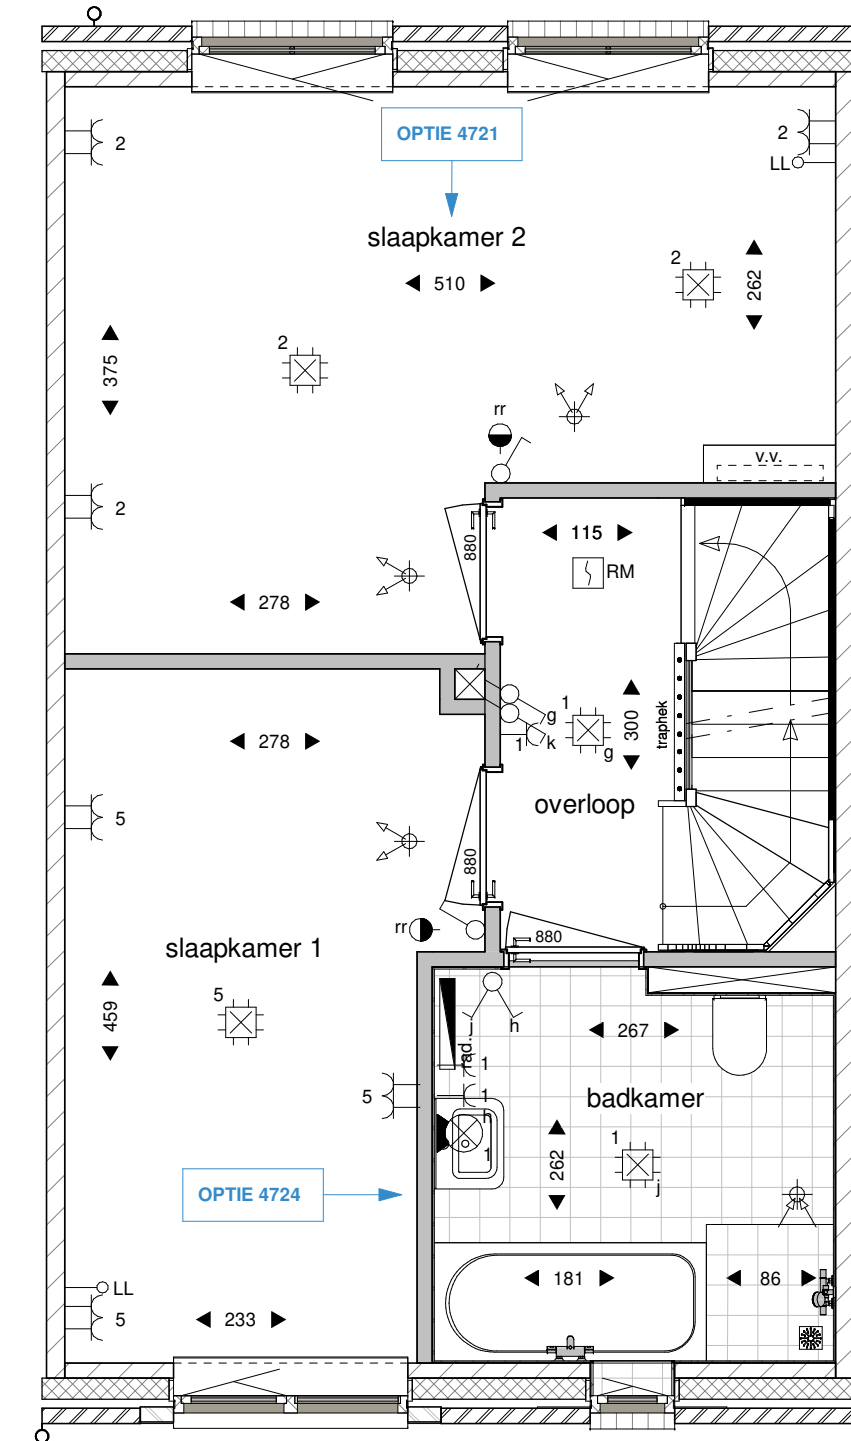 OPTIE 4721
2
2
LL
slaapkamer 2
510
2
262
2
375
rr
v.v.
2
880
115
RM
278
g
1
300
traphek
1
k
g
278
overloop
5
880
rr
880
slaapkamer 1
5
459
j
h
267
rad.
1
5
1
badkamer
h
1
1
262
j
OPTIE 4724
181
86
LL
5
233